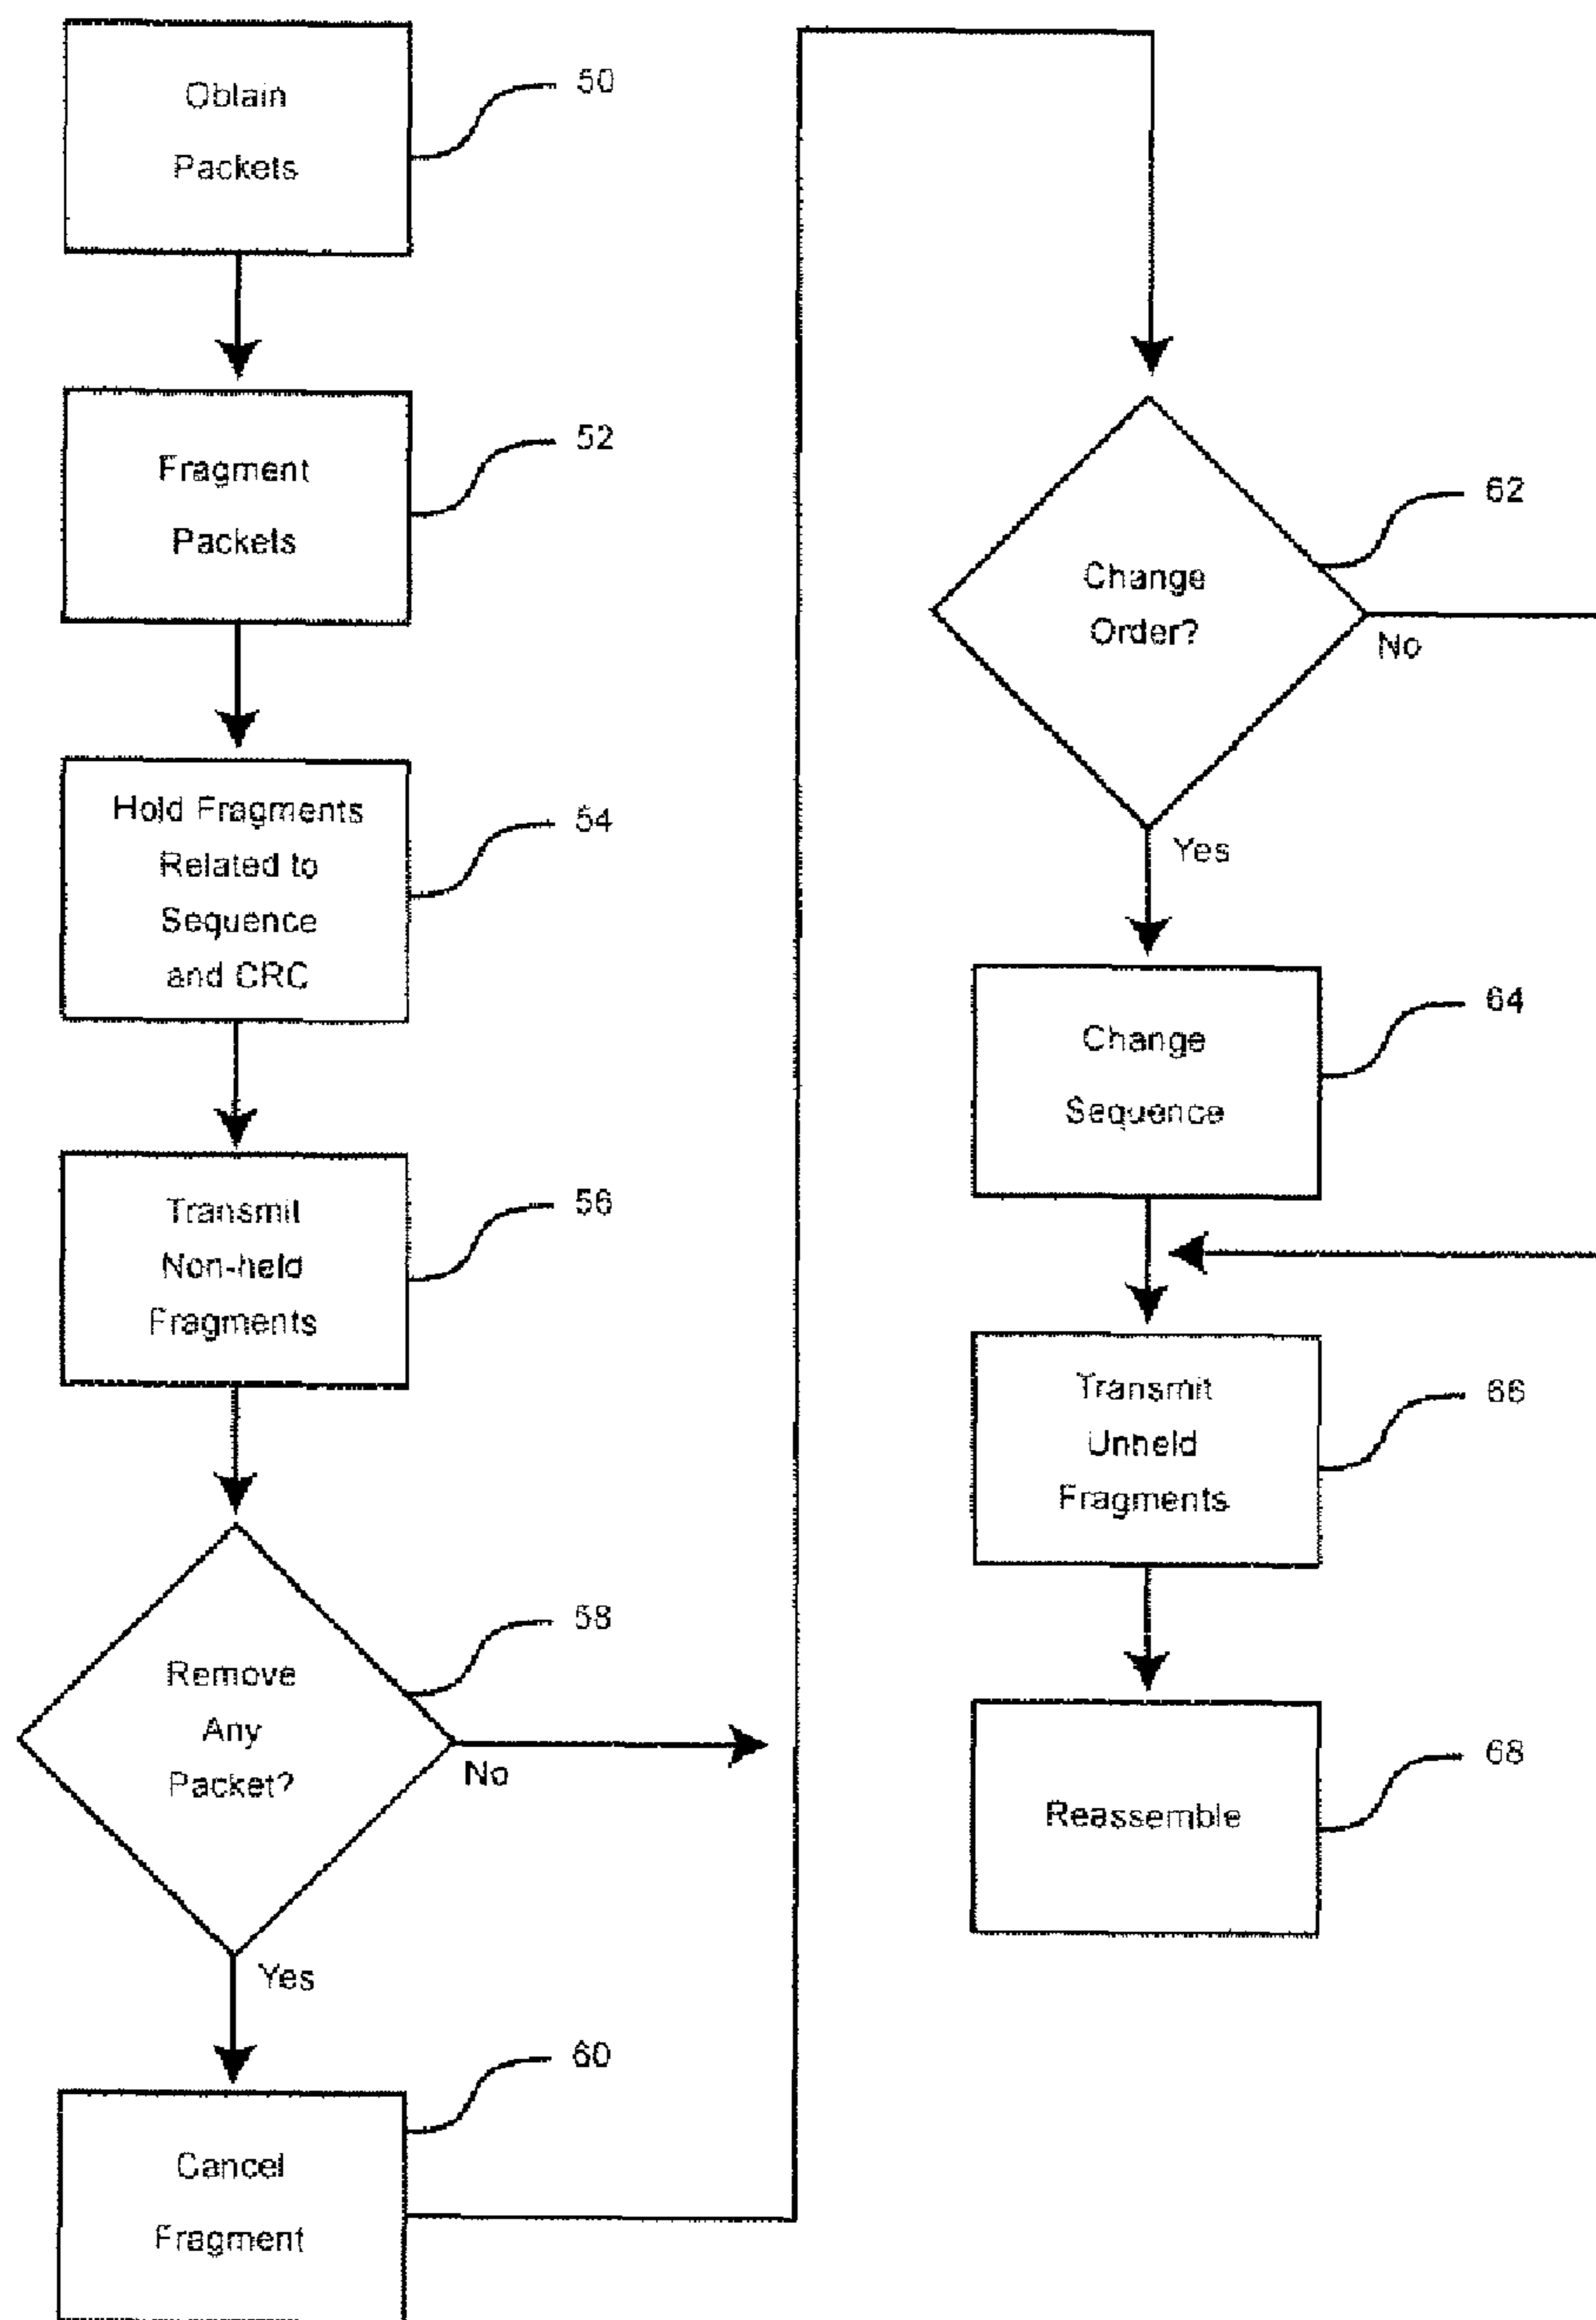 Obtain
Packets
50
Fragment
Packets
52
Hold Fragments
Related to
Sequence
and CRC
54
Transmit
Non-held
Fragments
56
Remove
Any
Packet?
58
No
Yes
Cancel
Fragment
60
Change
Order?
62
No
Yes
Change
Sequence
64
Transmit
Unheld
Fragments
66
Reassemble
68